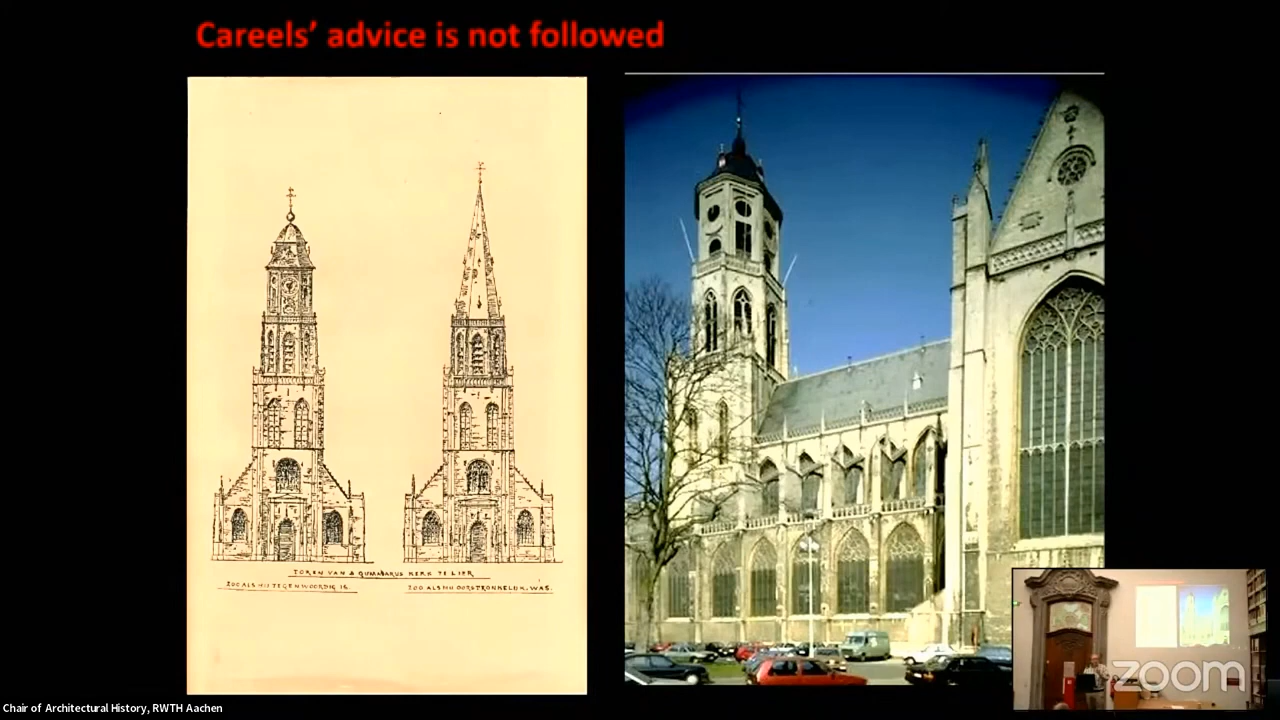 Careels' advice is not followed
TOREN VAN S GUMMARUS KERK TE LIER
ZOO ALS HIJ TEGENWOORDIG IS.
ZOO ALS HIJ OORSTRONKELIJK WAS.
zoom
Chair of Architectural History, RWTH Aachen